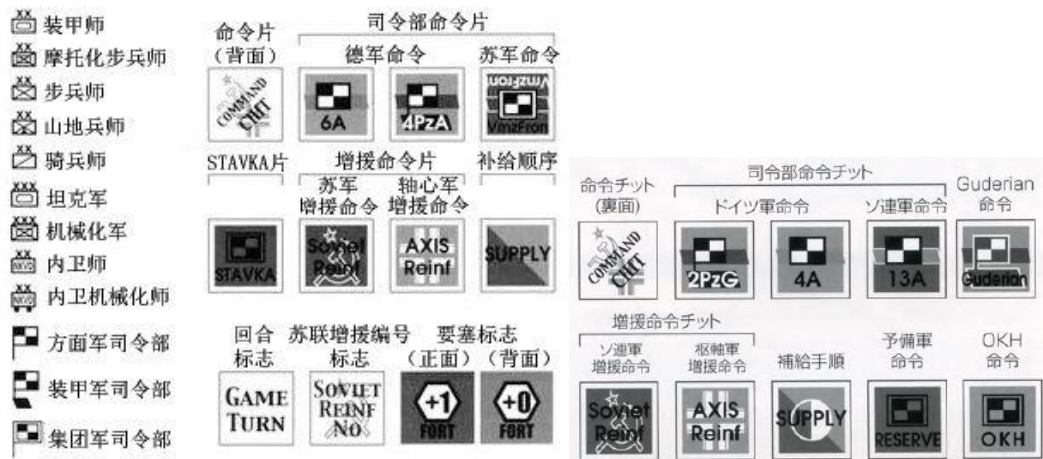 装甲师
摩托化步兵师
步兵师
山地兵师
骑兵师
坦克军
机械化军
NKVD 内卫师
NKVD 内卫机械化师
方面军司令部
装甲军司令部
集团军司令部
命令片
（背面）
司令部命令片
德军命令
苏军命令
COMMAND
CHIT
6A
4PzA
VmzFront
VmzFron
STAVKA片
增援命令片
补给顺序
苏军
增援命令
轴心军
增援命令
STAVKA
Soviet
Reinf
AXIS
Reinf
SUPPLY
回合
标志
苏联增援编号
标志
要塞标志
（正面）
（背面）
GAME
TURN
SOVIET
REINF
NO
+1
FORT
+0
FORT
命令チット
(裏面)
司令部命令チット
ドイツ軍命令
ソ連軍命令
Guderian
命令
COMMAND
CHIT
2PzG
4A
13A
Guderian
増援命令チット
ソ連軍
増援命令
枢軸軍
増援命令
補給手順
予備軍
命令
OKH
命令
Soviet
Reinf
AXIS
Reinf
SUPPLY
RESERVE
OKH